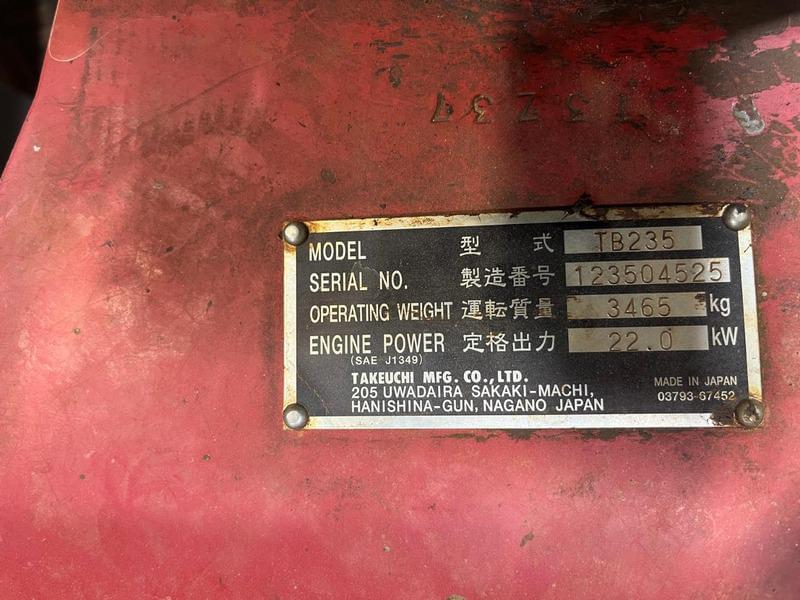 MODEL 型式 TB235
SERIAL NO. 製造番号 123504525
OPERATING WEIGHT 運転質量 3465 kg
ENGINE POWER 定格出力 22.0 kW
(SAE J1349)
TAKEUCHI MFG. CO., LTD.
205 UWADAIRA SAKAKI-MACHI,
HANISHINA-GUN, NAGANO JAPAN
MADE IN JAPAN
03793-67452